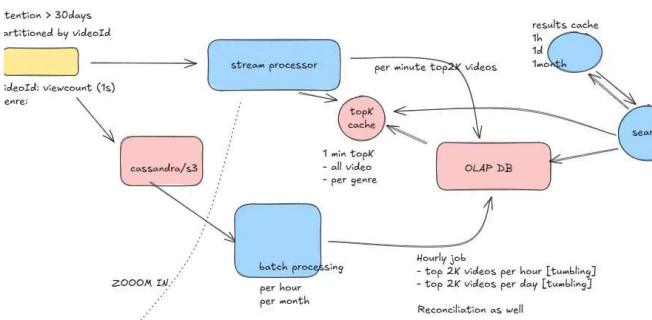 tention > 30days
artitioned by videoId
ideoId: viewcount (1s)
enre:
stream processor
per minute top2K videos
results cache
1h
1d
1month
topK
cache
sear
1 min topK
- all video
- per genre
OLAP DB
cassandra/s3
batch processing
per hour
per month
ZOOOM IN
Hourly job
- top 2K videos per hour [tumbling]
- top 2K videos per day [tumbling]
Reconciliation as well